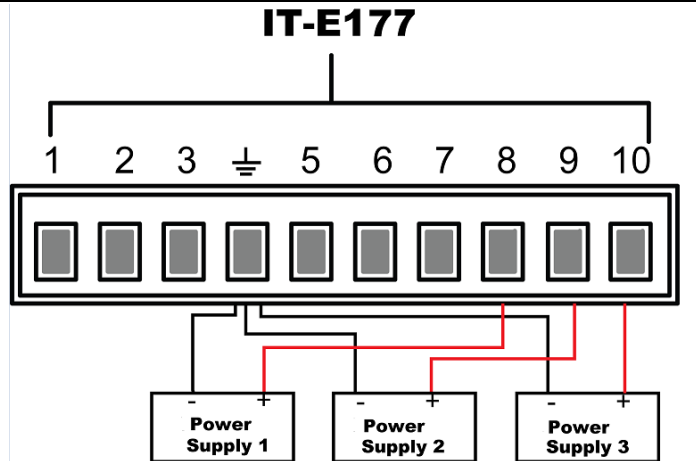 IT-E177
1 2 3 5 6 7 8 9 10
- + - + - +
Power Power Power
Supply 1 Supply 2 Supply 3